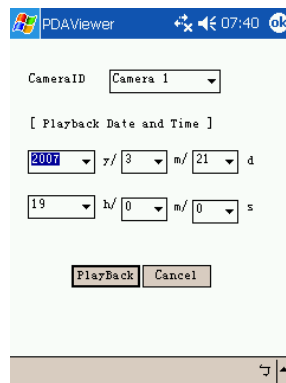 PDAViewer 07:40 ok
CameraID Camera 1
[ Playback Date and Time ]
2007 y/ 3 m/ 21 d
19 h/ 0 m/ 0 s
PlayBack Cancel